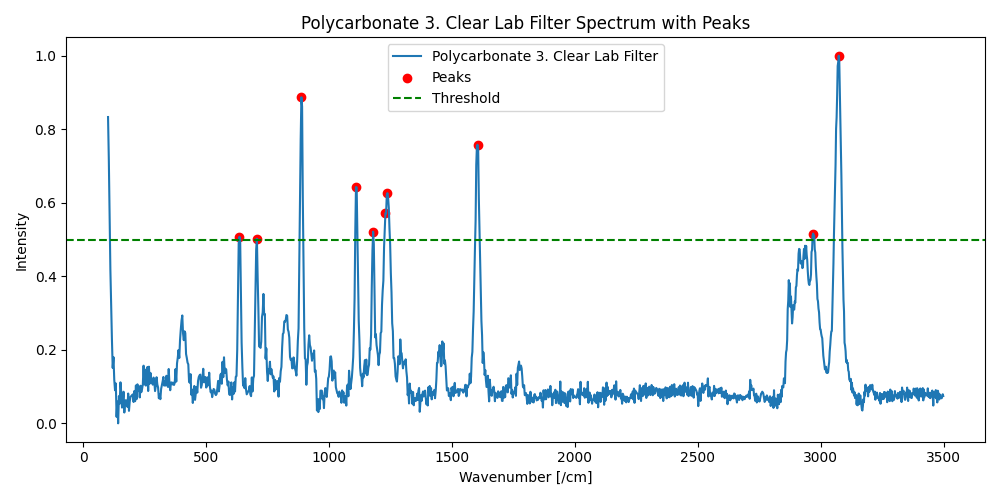 Polycarbonate 3. Clear Lab Filter Spectrum with Peaks
Polycarbonate 3. Clear Lab Filter
Peaks
Threshold
Intensity
1.0
0.8
0.6
0.4
0.2
0.0
0 500 1000 1500 2000 2500 3000 3500
Wavenumber [/cm]